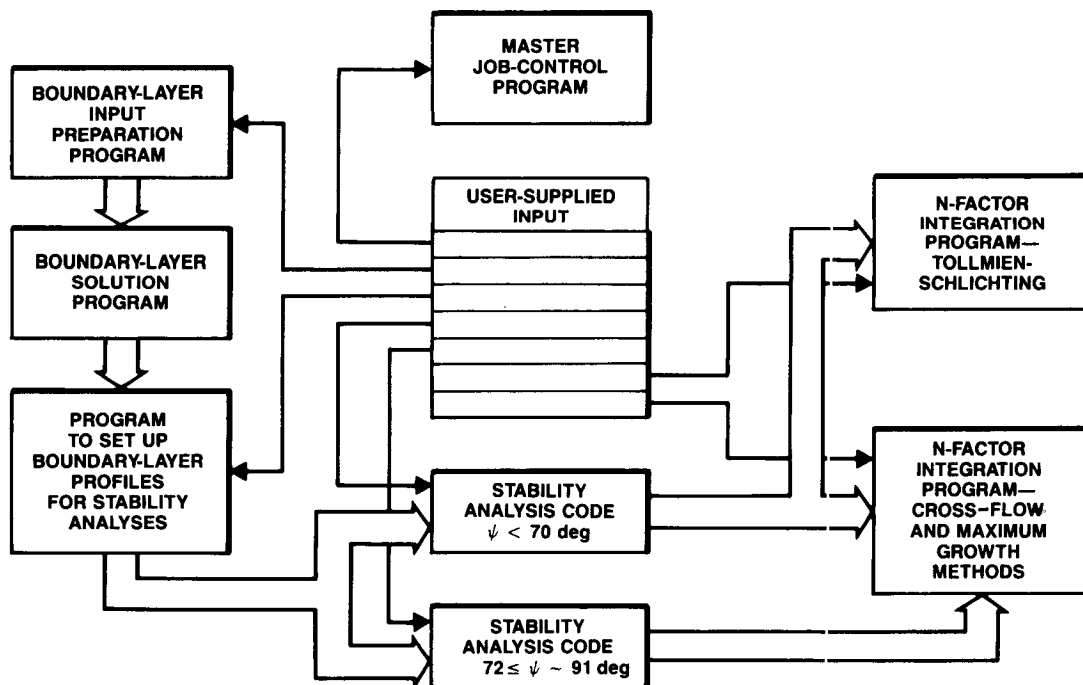 MASTER
JOB-CONTROL
PROGRAM
BOUNDARY-LAYER
INPUT
PREPARATION
PROGRAM
USER-SUPPLIED
INPUT
N-FACTOR
INTEGRATION
PROGRAM—
TOLLMIEN-
SCHLICHTING
BOUNDARY-LAYER
SOLUTION
PROGRAM
PROGRAM
TO SET UP
BOUNDARY-LAYER
PROFILES
FOR STABILITY
ANALYSES
N-FACTOR
INTEGRATION
PROGRAM—
CROSS-FLOW
AND MAXIMUM
GROWTH
METHODS
STABILITY
ANALYSIS CODE
ψ < 70 deg
STABILITY
ANALYSIS CODE
72 ≤ ψ ~ 91 deg